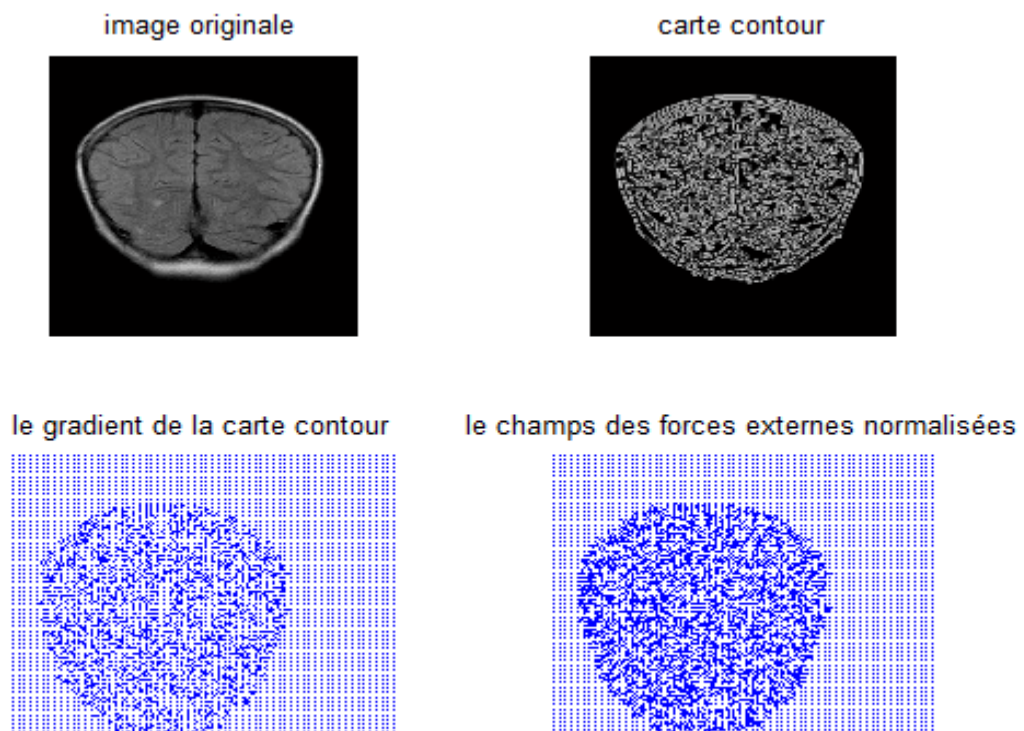 image originale
carte contour
le gradient de la carte contour
le champs des forces externes normalisées